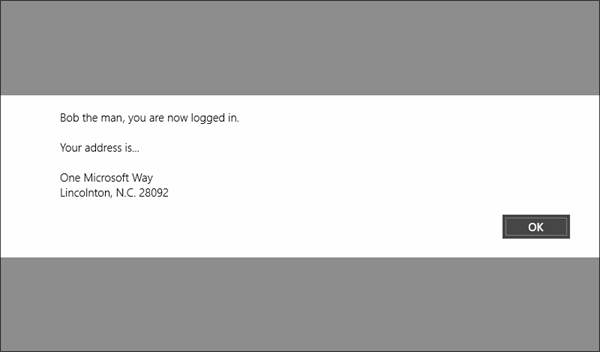 Bob the man, you are now logged in.
Your address is...
One Microsoft Way
Lincolnton, N.C. 28092
OK